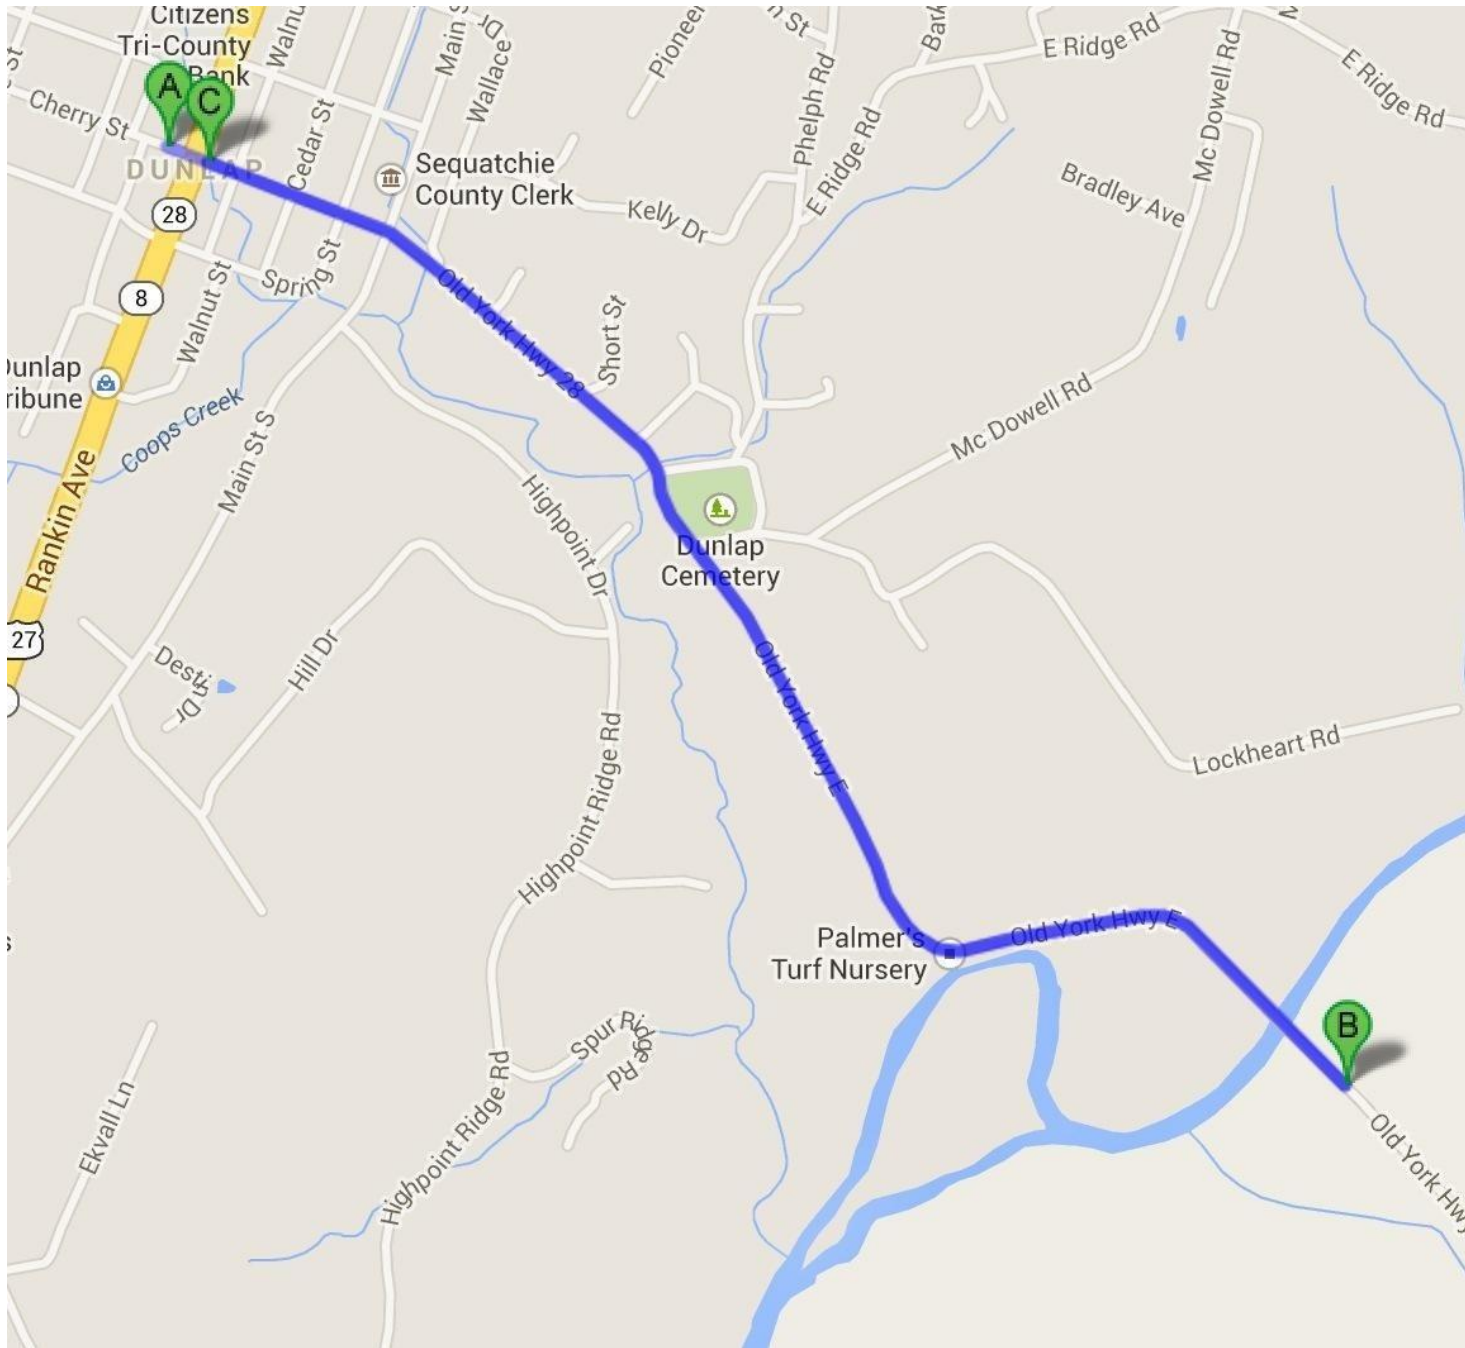 Citizens
Tri-County
Bank
A
C
Cherry St
DUNLAP
28
8
Walnut St
Cedar St
Spring St
Main
Dr
Wallace
Pioneer
n St
Phelph Rd
Bark
E Ridge Rd
E Ridge Rd
E Ridge Rd
Mc Dowell Rd
Bradley Ave
Sequatchie
County Clerk
Kelly Dr
Old York Hwy 28
Short St
Mc Dowell Rd
Dunlap
ribune
Coops Creek
Main St S
Rankin Ave
27
Highpoint Dr
Dunlap
Cemetery
Hill Dr
Dr
Old York Hwy E
Lockheart Rd
Highpoint Ridge Rd
Palmer's
Turf Nursery
Old York Hwy E
B
Spur Ridge Rd
Highpoint Ridge Rd
Ekvall Ln
Old York Hwy